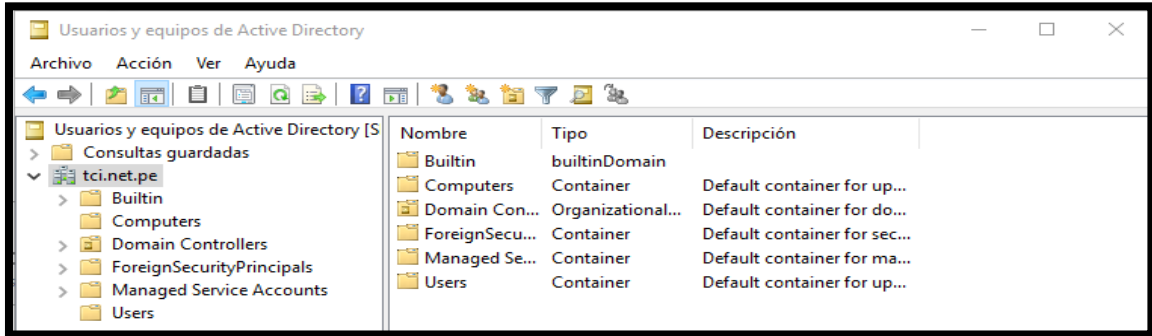 Usuarios y equipos de Active Directory
Archivo Acción Ver Ayuda
Usuarios y equipos de Active Directory [S
Consultas guardadas
tci.net.pe
Builtin
Computers
Domain Controllers
ForeignSecurityPrincipals
Managed Service Accounts
Users
Nombre Tipo Descripción
Builtin builtinDomain
Computers Container Default container for up...
Domain Con... Organizational... Default container for do...
ForeignSecu... Container Default container for sec...
Managed Se... Container Default container for ma...
Users Container Default container for up...